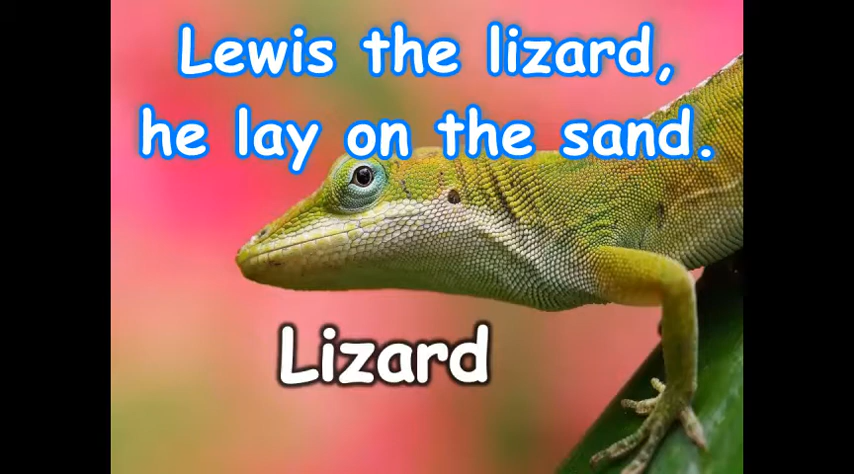 Lewis the lizard,
he lay on the sand.
Lizard